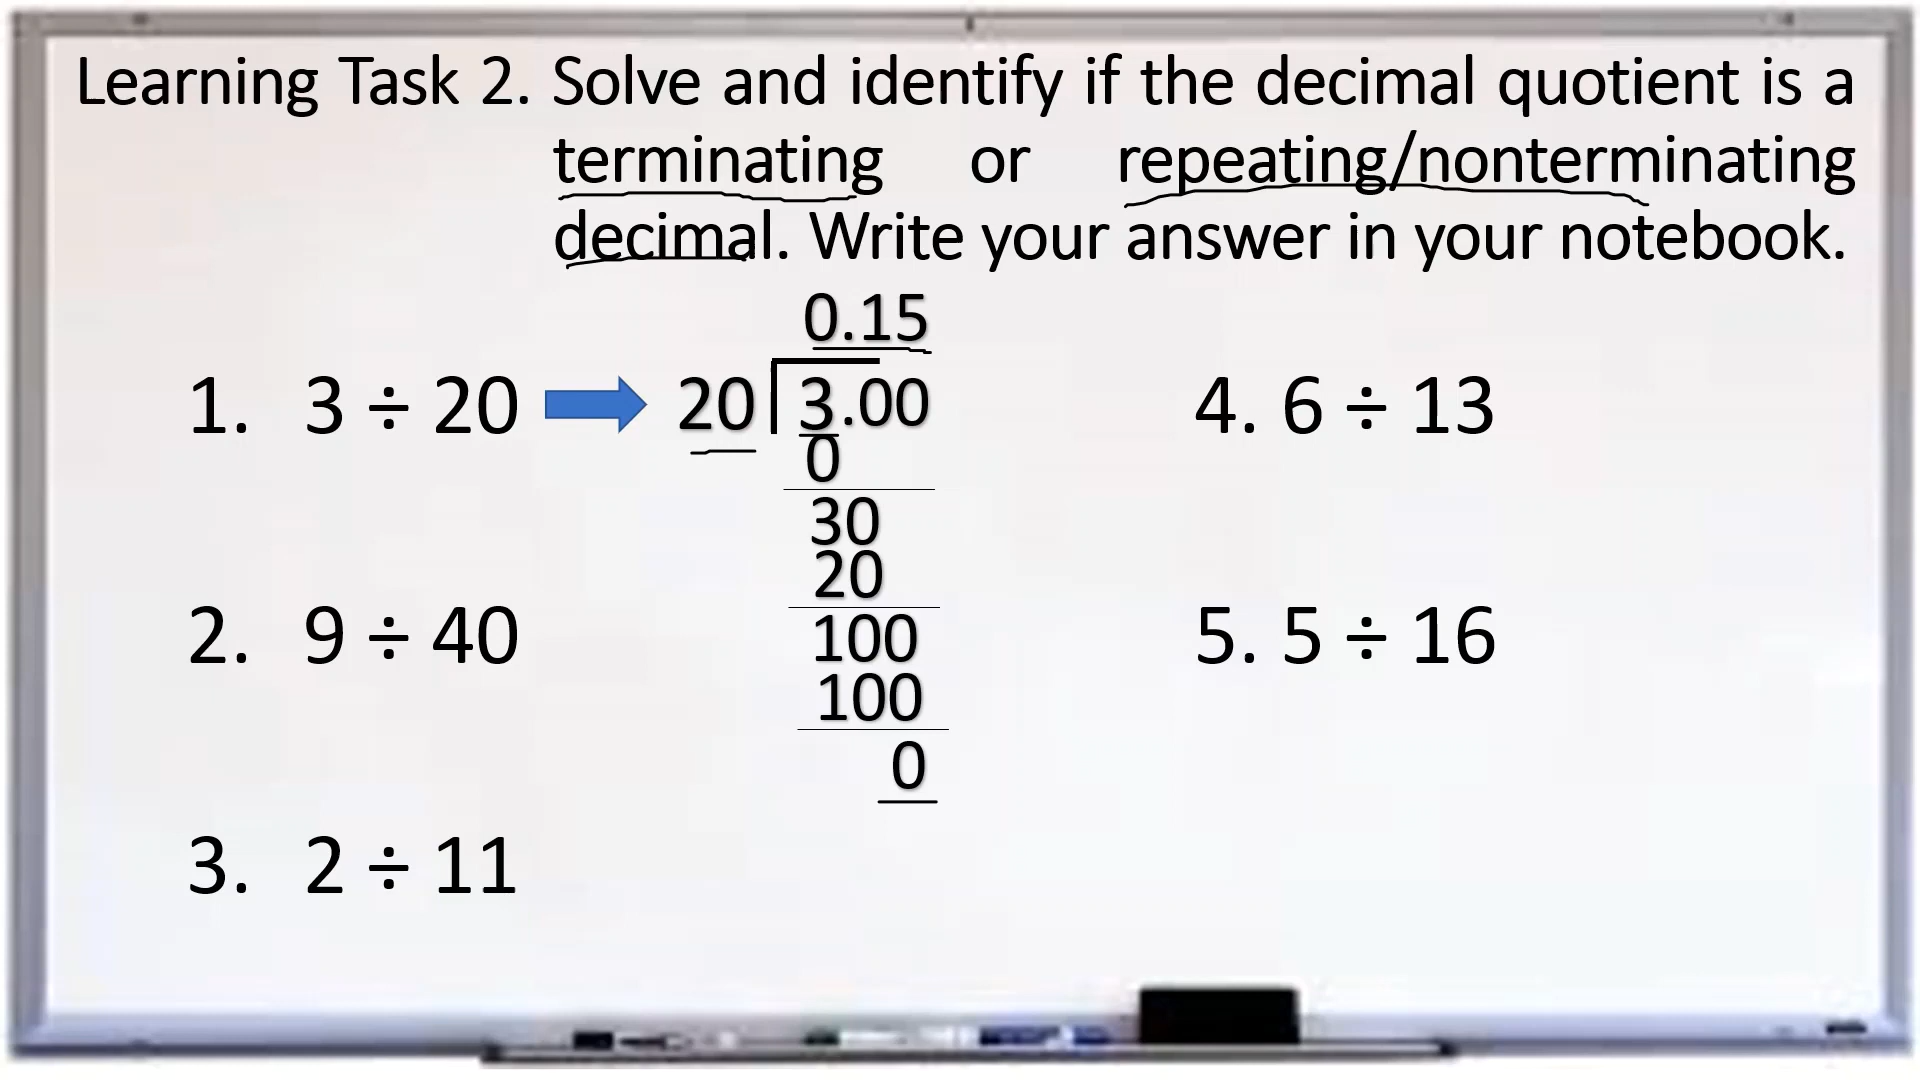 Learning Task 2. Solve and identify if the decimal quotient is a
terminating or repeating/nonterminating
decimal. Write your answer in your notebook.
0.15
1. 3 ÷ 20 20 3.00
0
30
20
100
100
0
2. 9 ÷ 40
3. 2 ÷ 11
4. 6 ÷ 13
5. 5 ÷ 16